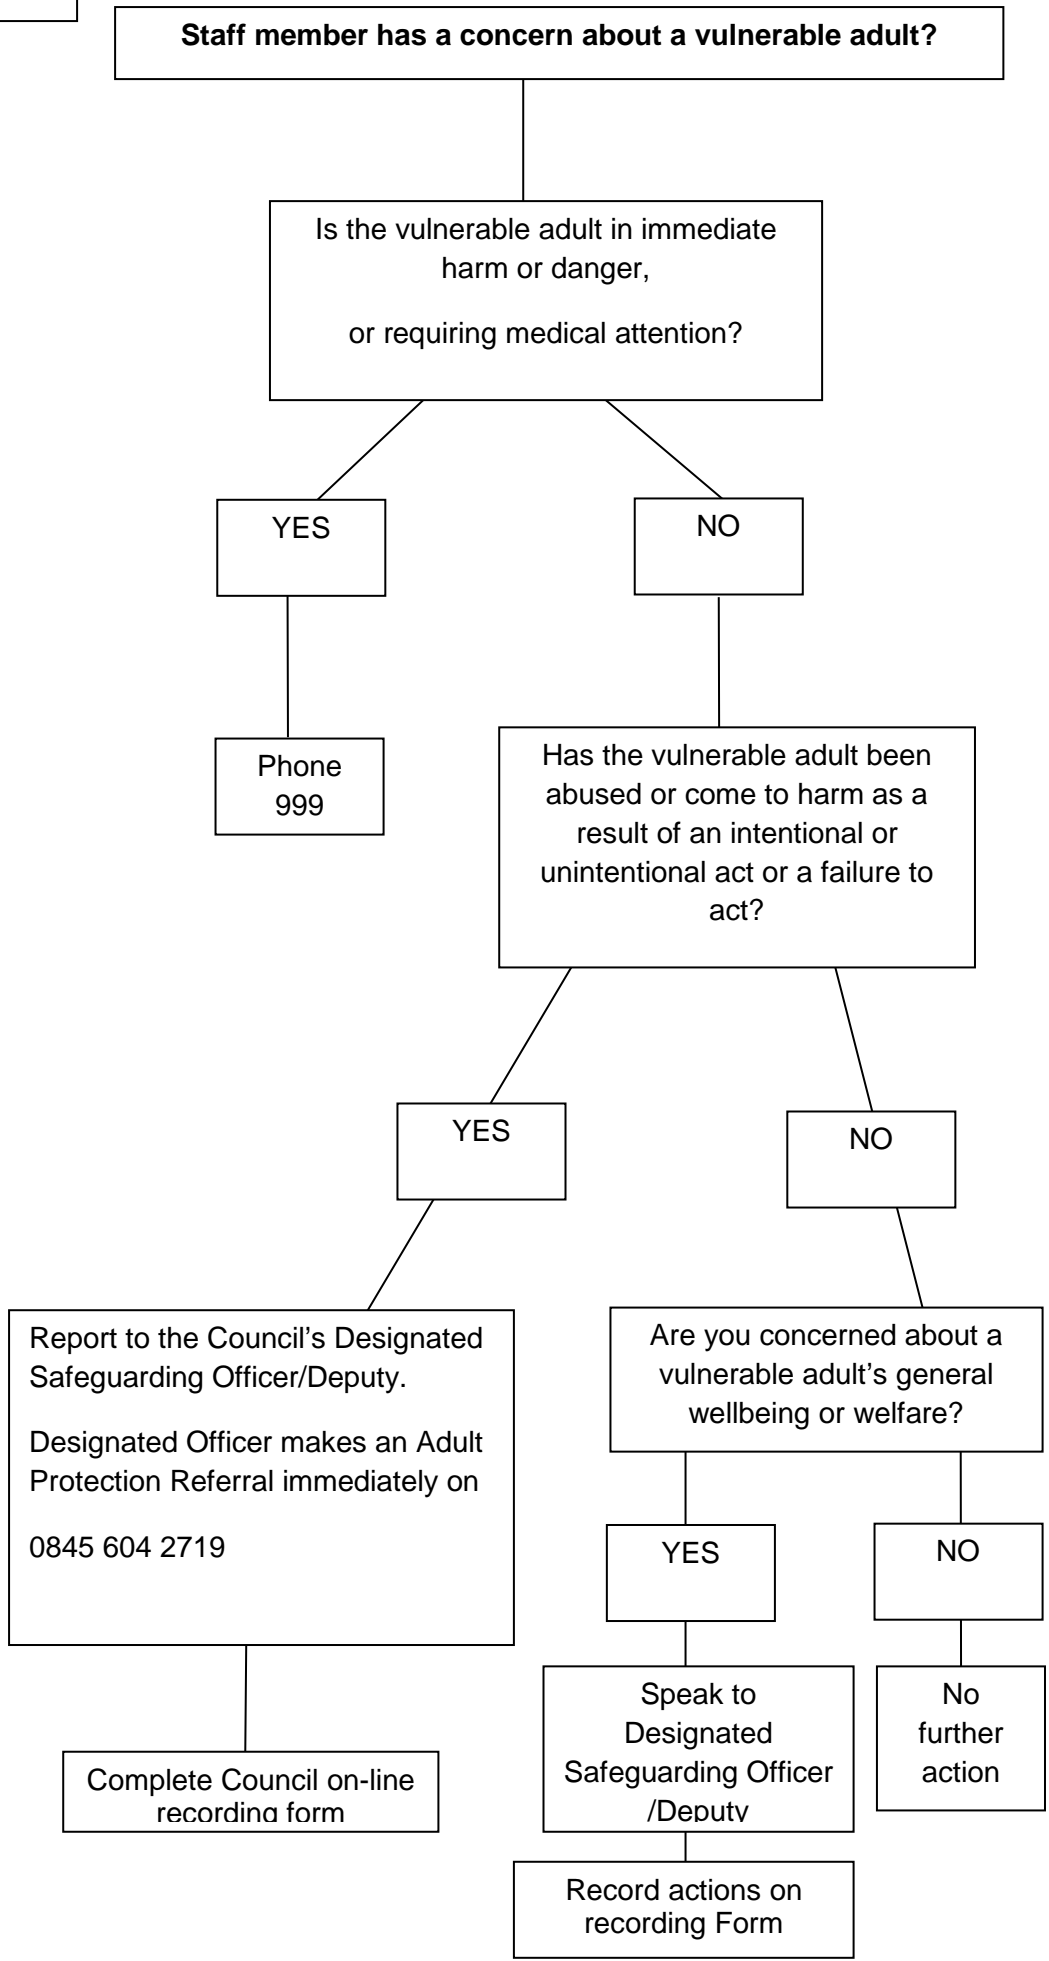 Staff member has a concern about a vulnerable adult?
Is the vulnerable adult in immediate
harm or danger,
or requiring medical attention?
YES
NO
Phone
999
Has the vulnerable adult been
abused or come to harm as a
result of an intentional or
unintentional act or a failure to
act?
YES
NO
Report to the Council's Designated
Safeguarding Officer/Deputy.
Designated Officer makes an Adult
Protection Referral immediately on
0845 604 2719
Are you concerned about a
vulnerable adult's general
wellbeing or welfare?
YES
NO
Complete Council on-line
recording form
Speak to
Designated
Safeguarding Officer
/Deputy
No
further
action
Record actions on
recording Form